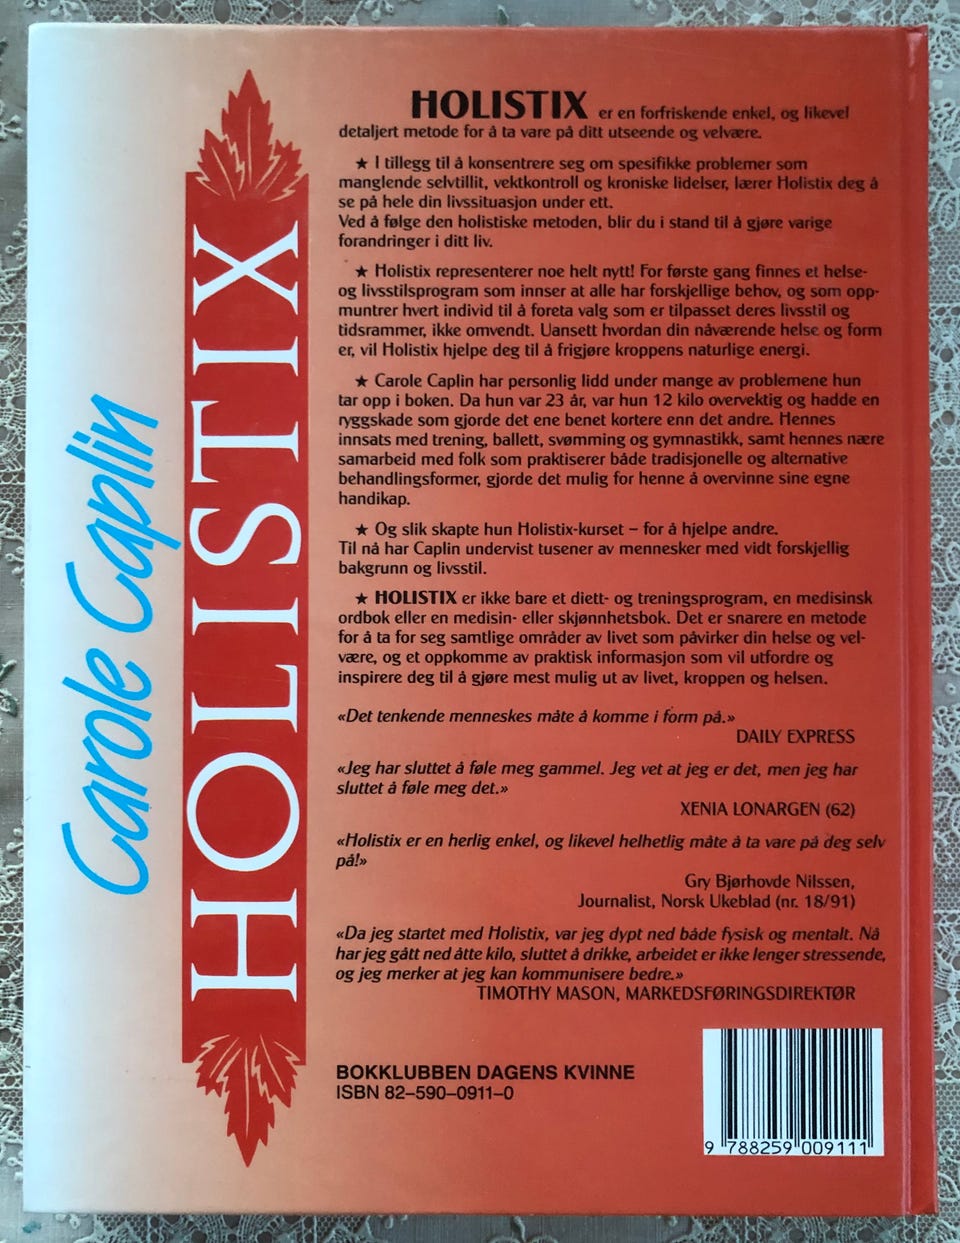 Carole Caplin
HOLISTIX
HOLISTIX er en forfriskende enkel, og likevel
detaljert metode for å ta vare på ditt utseende og velvære.
★ I tillegg til å konsentrere seg om spesifikke problemer som
manglende selvtillit, vektkontroll og kroniske lidelser, lærer Holistix deg å
se på hele din livssituasjon under ett.
Ved å følge den holistiske metoden, blir du i stand til å gjøre varige
forandringer i ditt liv.
★ Holistix representerer noe helt nytt! For første gang finnes et helse-
og livsstilsprogram som innser at alle har forskjellige behov, og som opp-
muntrer hvert individ til å foreta valg som er tilpasset deres livsstil og
tidsrammer, ikke omvendt. Uansett hvordan din nåværende helse og form
er, vil Holistix hjelpe deg til å frigjøre kroppens naturlige energi.
★ Carole Caplin har personlig lidd under mange av problemene hun
tar opp i boken. Da hun var 23 år, var hun 12 kilo overvektig og hadde en
ryggskade som gjorde det ene benet kortere enn det andre. Hennes
innsats med trening, ballett, svømming og gymnastikk, samt hennes nære
samarbeid med folk som praktiserer både tradisjonelle og alternative
behandlingsformer, gjorde det mulig for henne å overvinne sine egne
handikap.
★ Og slik skapte hun Holistix-kurset – for å hjelpe andre.
Til nå har Caplin undervist tusener av mennesker med vidt forskjellig
bakgrunn og livsstil.
★ HOLISTIX er ikke bare et diett- og treningsprogram, en medisinsk
ordbok eller en medisin- eller skjønnhetsbok. Det er snarere en metode
for å ta for seg samtlige områder av livet som påvirker din helse og vel-
være, og et oppkomme av praktisk informasjon som vil utfordre og
inspirere deg til å gjøre mest mulig ut av livet, kroppen og helsen.
«Det tenkende menneskes måte å komme i form på.»
DAILY EXPRESS
«Jeg har sluttet å føle meg gammel. Jeg vet at jeg er det, men jeg har
sluttet å føle meg det.»
XENIA LONARGEN (62)
«Holistix er en herlig enkel, og likevel helhetlig måte å ta vare på deg selv
på!»
Gry Bjørhovde Nilssen,
Journalist, Norsk Ukeblad (nr. 18/91)
«Da jeg startet med Holistix, var jeg dypt ned både fysisk og mentalt. Nå
har jeg gått ned åtte kilo, sluttet å drikke, arbeidet er ikke lenger stressende,
og jeg merker at jeg kan kommunisere bedre.»
TIMOTHY MASON, MARKEDSFØRINGSDIREKTØR
BOKKLUBBEN DAGENS KVINNE
ISBN 82–590–0911–0
9 788259 009111